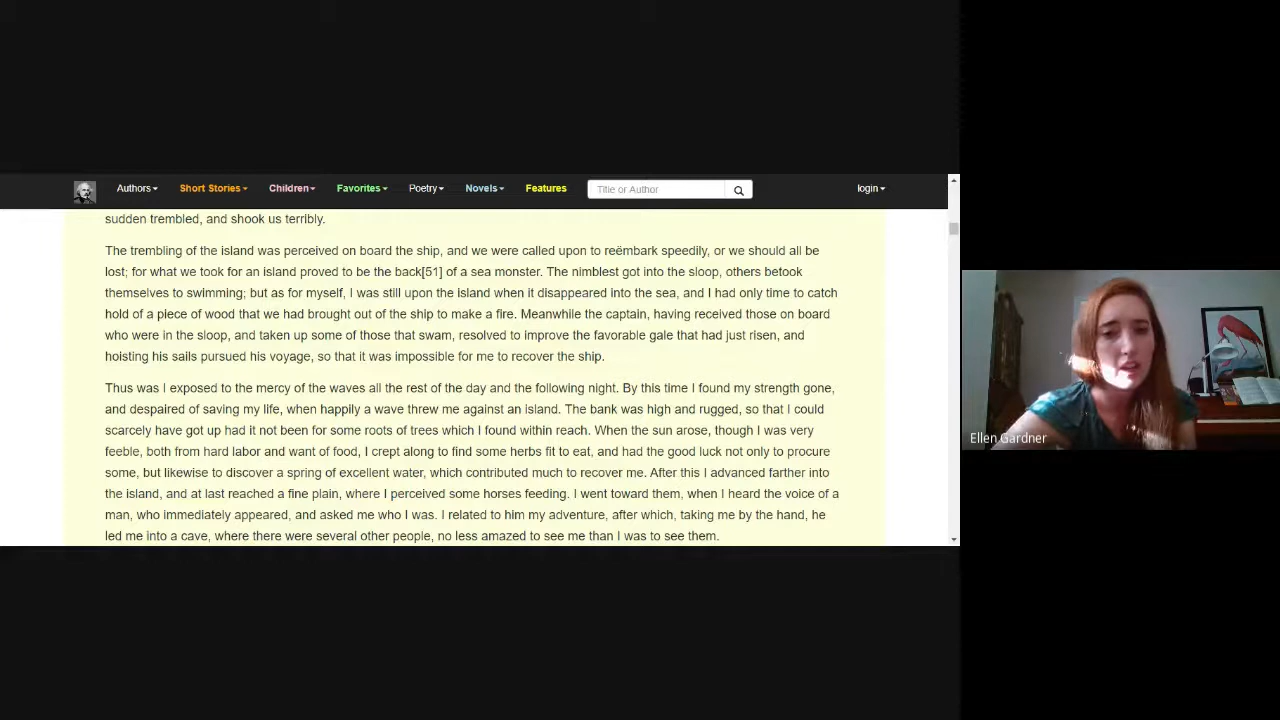 Authors
Short Stories
Children
Favorites
Poetry
Novels
Features
Title or Author
login
sudden trembled, and shook us terribly.
The trembling of the island was perceived on board the ship, and we were called upon to reëmbark speedily, or we should all be
lost; for what we took for an island proved to be the back[51] of a sea monster. The nimblest got into the sloop, others betook
themselves to swimming; but as for myself, I was still upon the island when it disappeared into the sea, and I had only time to catch
hold of a piece of wood that we had brought out of the ship to make a fire. Meanwhile the captain, having received those on board
who were in the sloop, and taken up some of those that swam, resolved to improve the favorable gale that had just risen, and
hoisting his sails pursued his voyage, so that it was impossible for me to recover the ship.
Thus was I exposed to the mercy of the waves all the rest of the day and the following night. By this time I found my strength gone,
and despaired of saving my life, when happily a wave threw me against an island. The bank was high and rugged, so that I could
scarcely have got up had it not been for some roots of trees which I found within reach. When the sun arose, though I was very
feeble, both from hard labor and want of food, I crept along to find some herbs fit to eat, and had the good luck not only to procure
some, but likewise to discover a spring of excellent water, which contributed much to recover me. After this I advanced farther into
the island, and at last reached a fine plain, where I perceived some horses feeding. I went toward them, when I heard the voice of a
man, who immediately appeared, and asked me who I was. I related to him my adventure, after which, taking me by the hand, he
led me into a cave, where there were several other people, no less amazed to see me than I was to see them.
Ellen Gardner